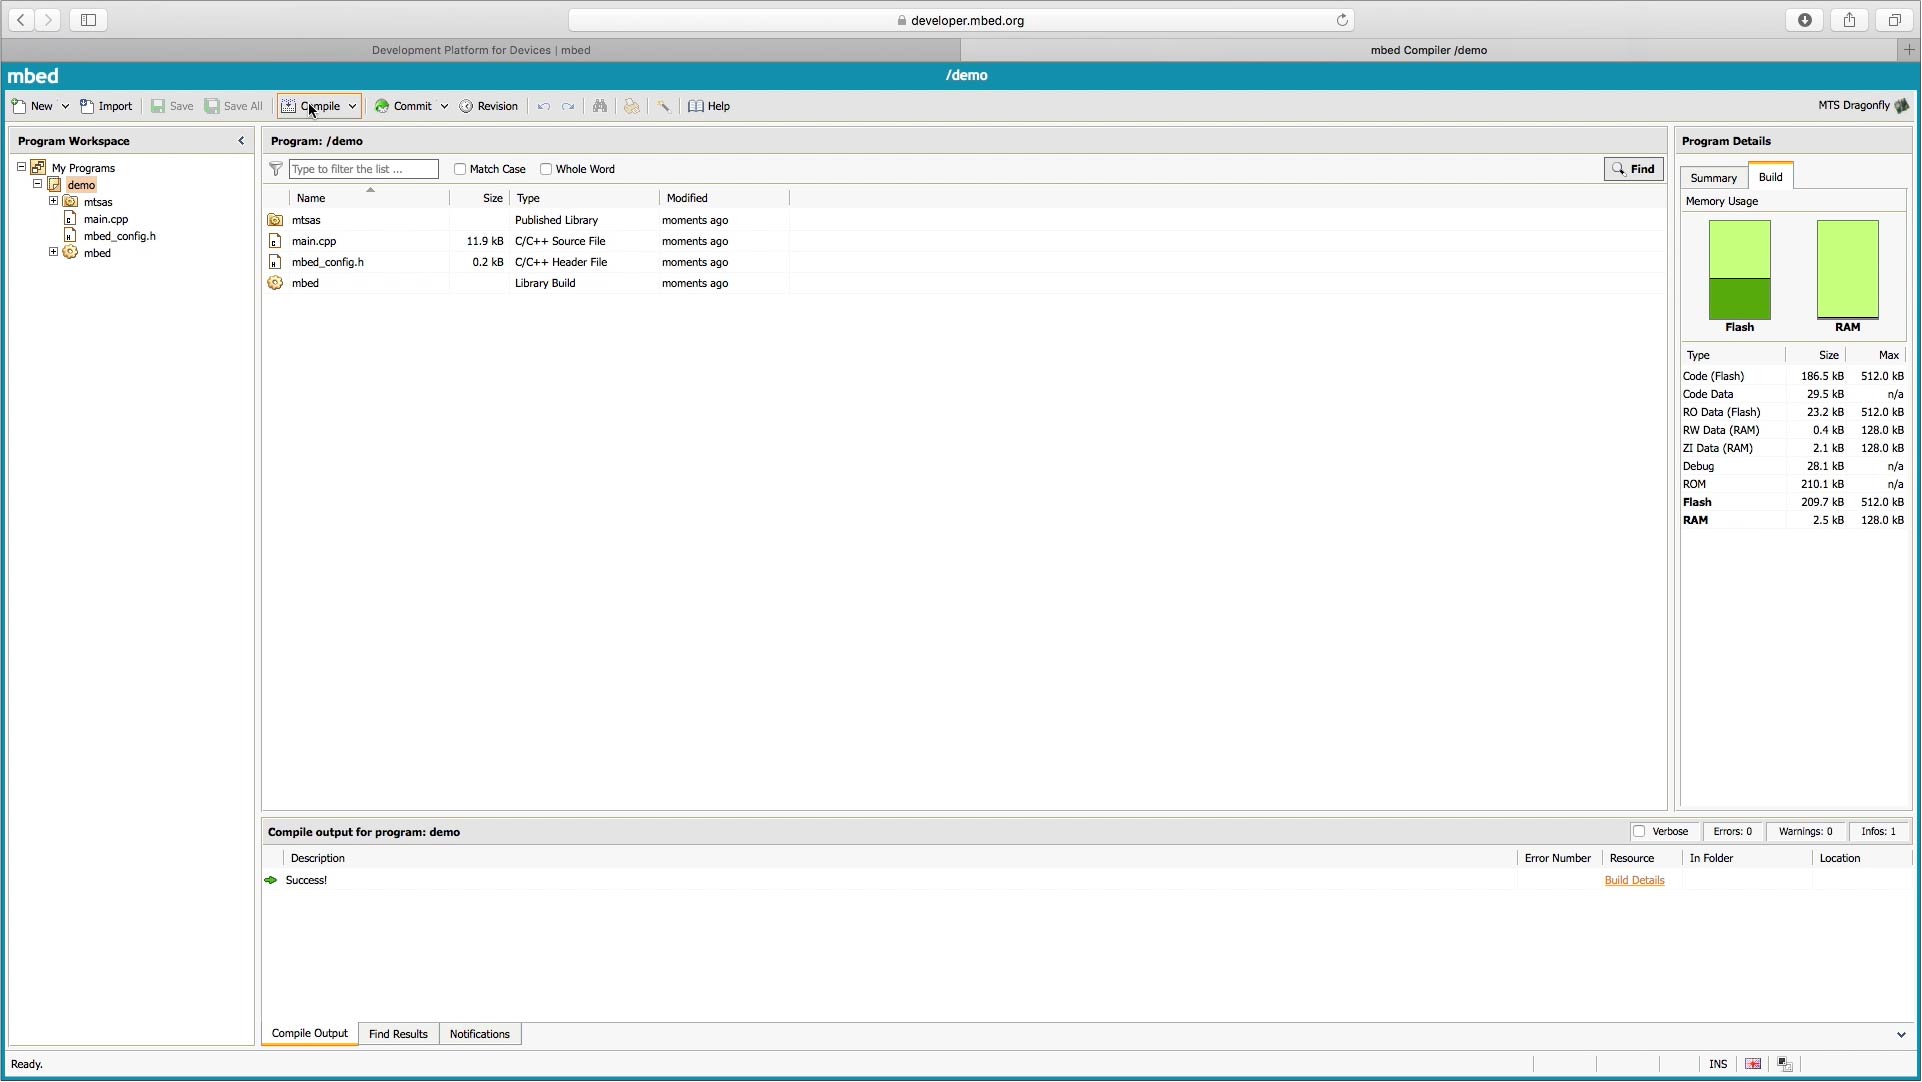 developer.mbed.org
Development Platform for Devices | mbed
mbed Compiler /demo
mbed
/demo
New
Import
Save
Save All
Compile
Commit
Revision
Help
MTS Dragonfly
Program Workspace
My Programs
demo
mtsas
main.cpp
mbed_config.h
mbed
Program: /demo
Type to filter the list ...
Match Case
Whole Word
Find
Name Size Type Modified
mtsas Published Library moments ago
main.cpp 11.9 kB C/C++ Source File moments ago
mbed_config.h 0.2 kB C/C++ Header File moments ago
mbed Library Build moments ago
Program Details
Summary Build
Memory Usage
Flash RAM
Type Size Max
Code (Flash) 186.5 kB 512.0 kB
Code Data 29.5 kB n/a
RO Data (Flash) 23.2 kB 512.0 kB
RW Data (RAM) 0.4 kB 128.0 kB
ZI Data (RAM) 2.1 kB 128.0 kB
Debug 28.1 kB n/a
ROM 210.1 kB n/a
Flash 209.7 kB 512.0 kB
RAM 2.5 kB 128.0 kB
Compile output for program: demo
Verbose Errors: 0 Warnings: 0 Infos: 1
Description Error Number Resource In Folder Location
Success! Build Details
Compile Output Find Results Notifications
Ready.
INS